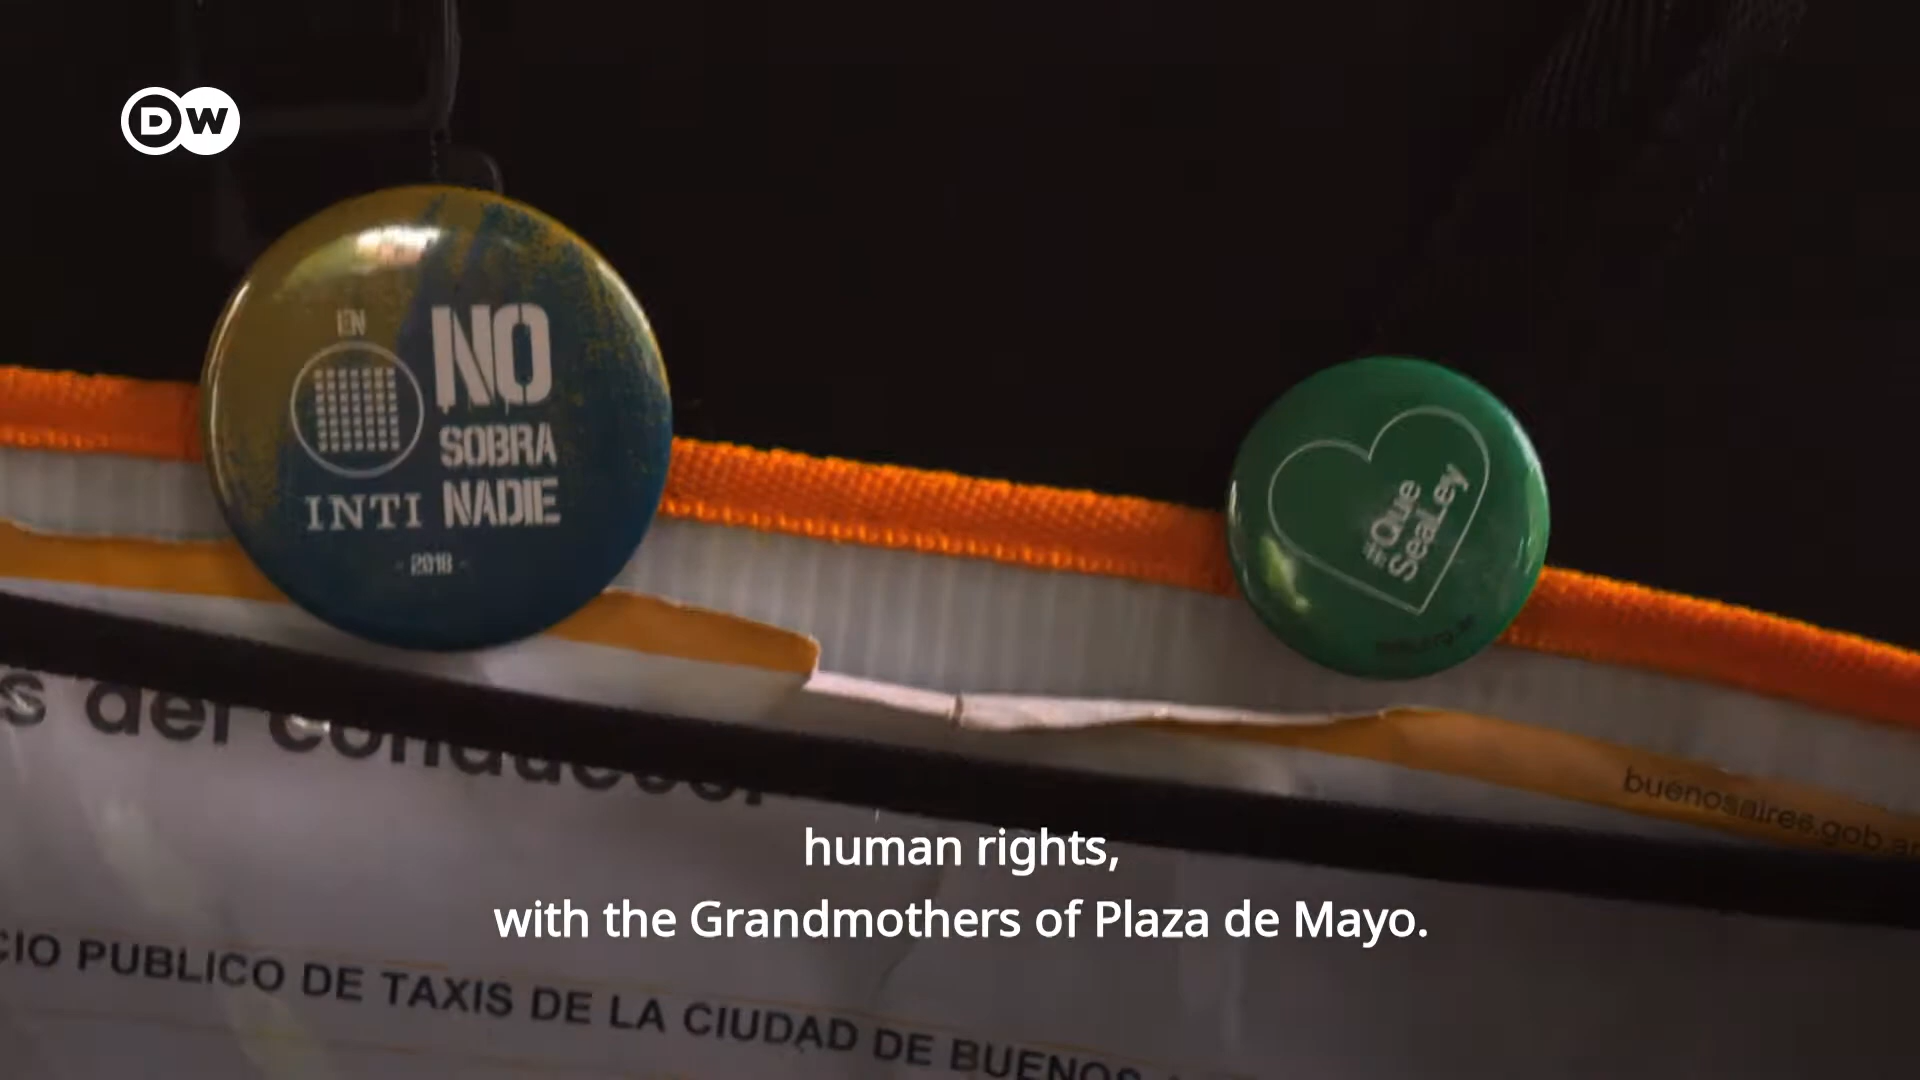 DW
EN
NO
SOBRA
INTI NADIE
- 2018 -
#Que
SeaLey
s del conductor
buenosaires.gob.ar
human rights,
with the Grandmothers of Plaza de Mayo.
CIO PUBLICO DE TAXIS DE LA CIUDAD DE BUENOS